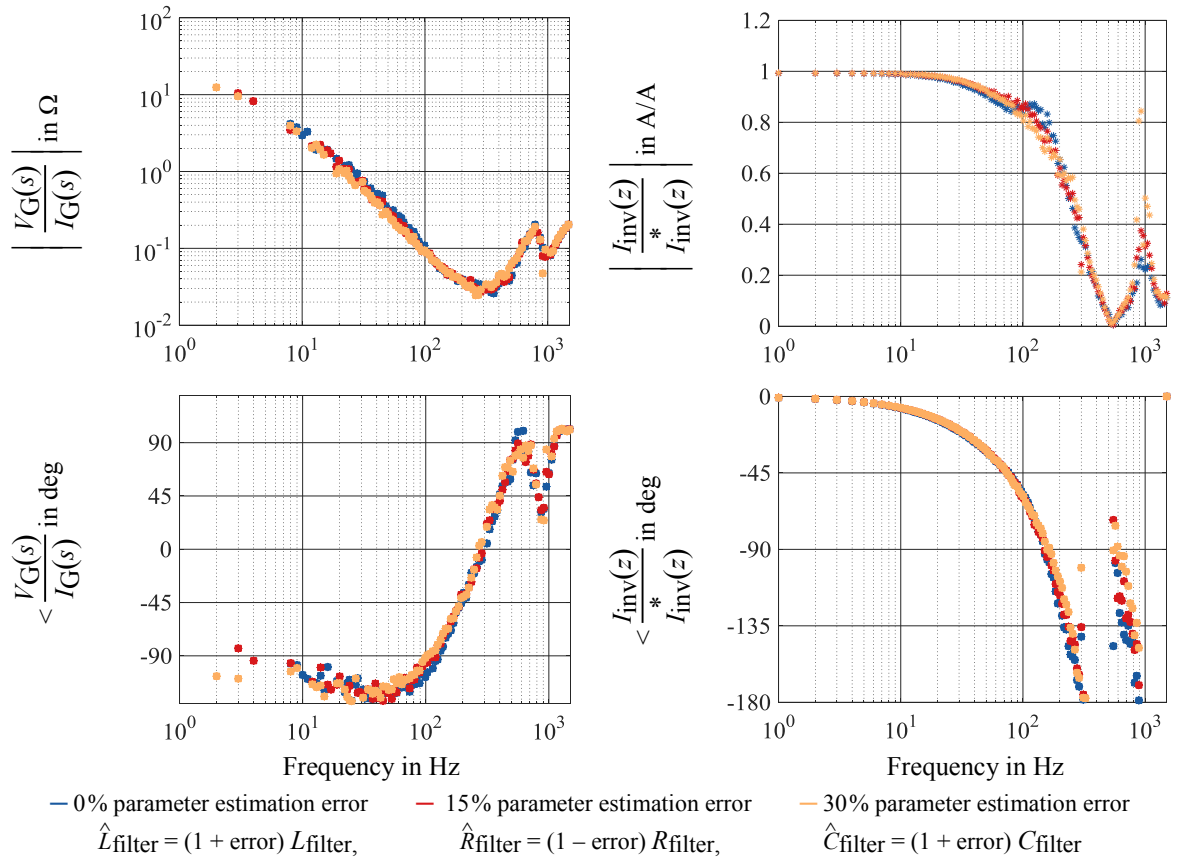 | V_G(s) / I_G(s) | in Ω
10^2
10^1
10^0
10^-1
10^-2
10^0 10^1 10^2 10^3
| I_inv(z) / I*_inv(z) | in A/A
1.2
1
0.8
0.6
0.4
0.2
0
10^0 10^1 10^2 10^3
< V_G(s) / I_G(s) in deg
90
45
0
-45
-90
10^0 10^1 10^2 10^3
Frequency in Hz
< I_inv(z) / I*_inv(z) in deg
0
-45
-90
-135
-180
10^0 10^1 10^2 10^3
Frequency in Hz
0% parameter estimation error 15% parameter estimation error 30% parameter estimation error
L̂filter = (1 + error) Lfilter, R̂filter = (1 – error) Rfilter, Ĉfilter = (1 + error) Cfilter